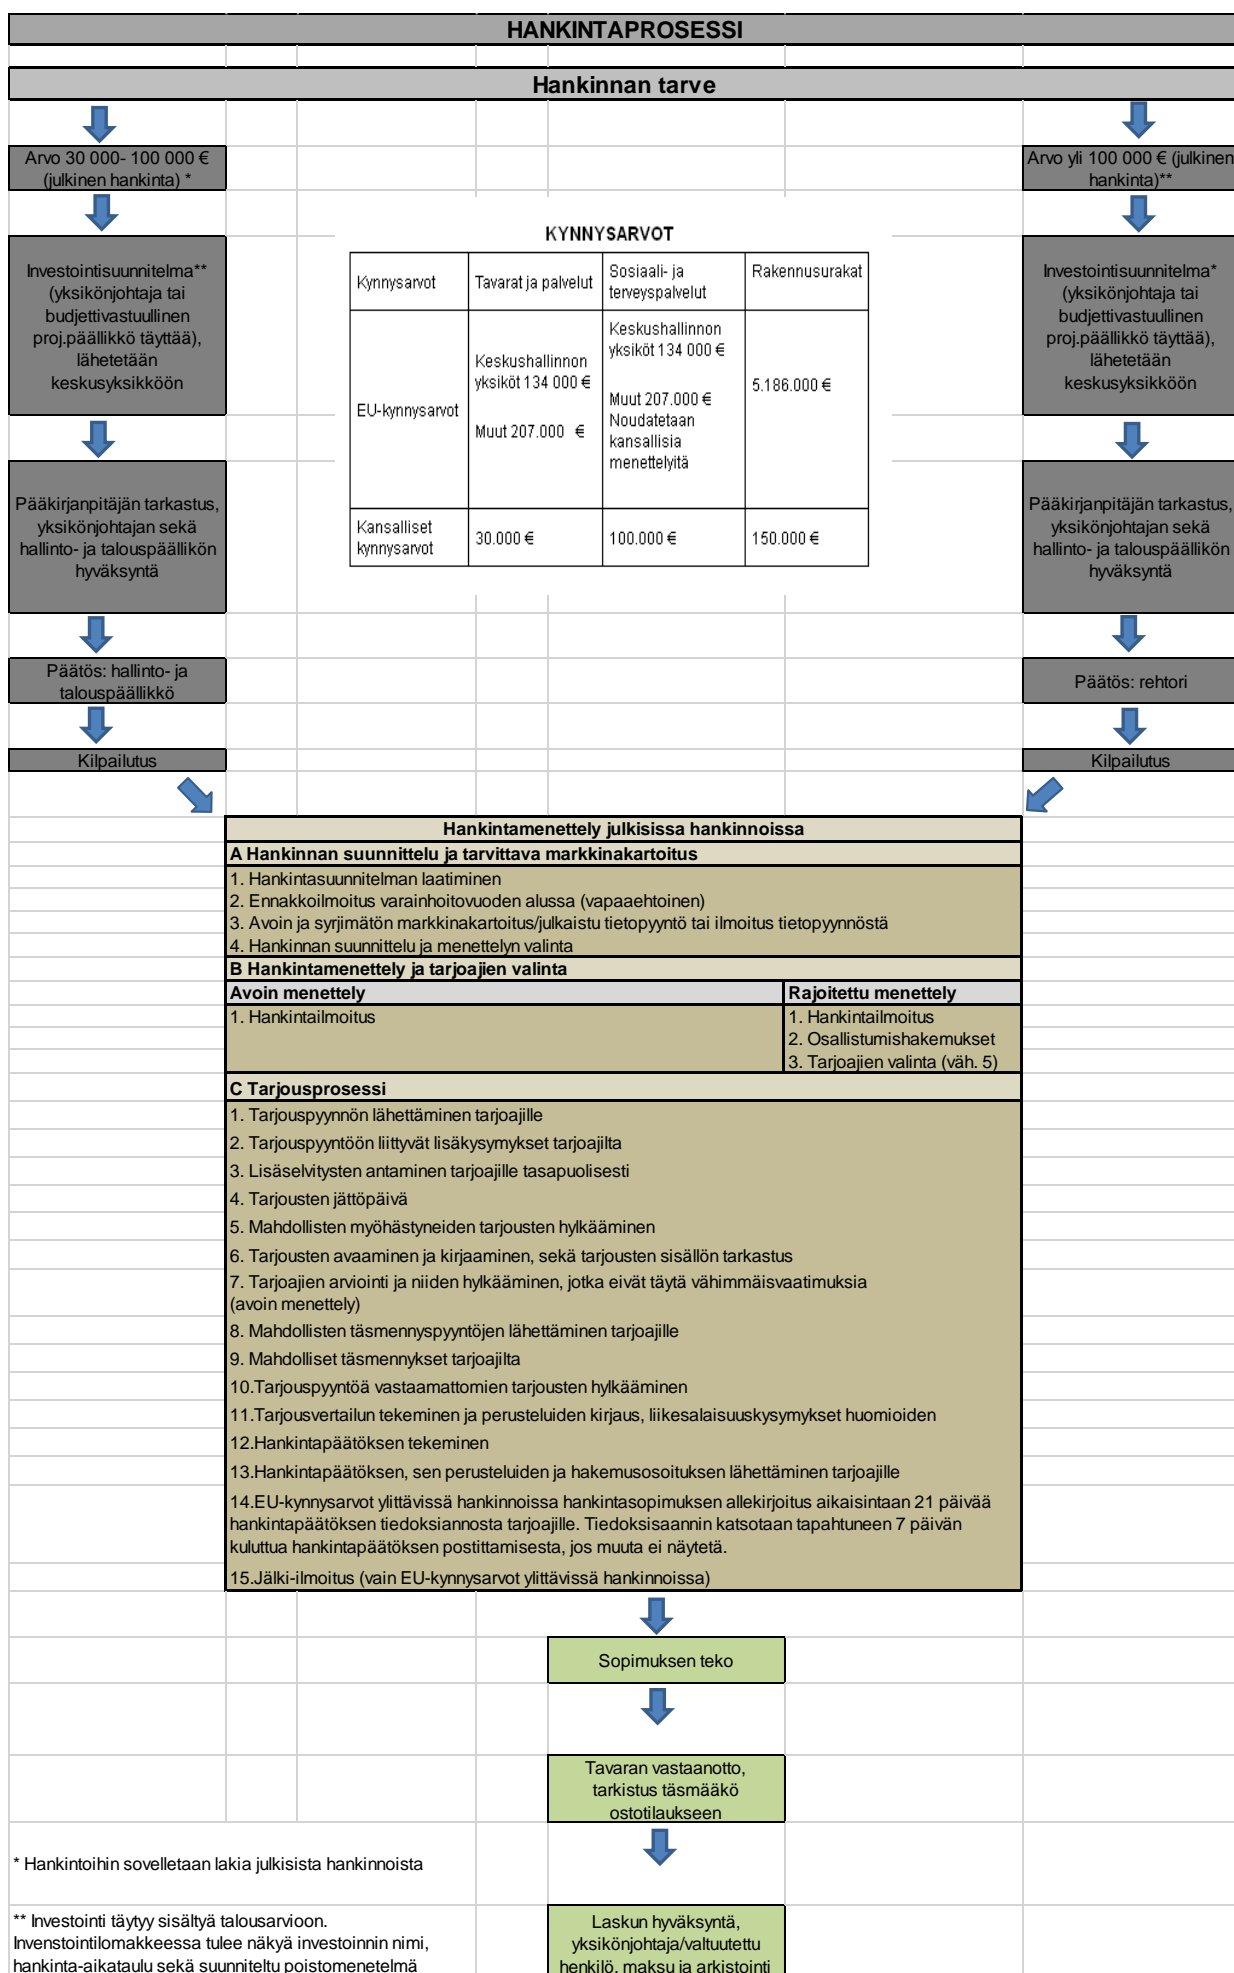 HANKINTAPROSESSI
Hankinnan tarve
Arvo 30 000- 100 000 €
(julkinen hankinta) *
Investointisuunnitelma**
(yksikönjohtaja tai
budjettivastuullinen
proj.päällikkö täyttää),
lähetetään
keskusyksikköön
Pääkirjanpitäjän tarkastus,
yksikönjohtajan sekä
hallinto- ja talouspäällikön
hyväksyntä
Päätös: hallinto- ja
talouspäällikkö
Kilpailutus
KYNNYSARVOT
Kynnysarvot
Tavarat ja palvelut
Sosiaali- ja
terveyspalvelut
Rakennusurakat
EU-kynnysarvot
Keskushallinnon
yksiköt 134 000 €
Muut 207.000 €
Keskushallinnon
yksiköt 134 000 €
Muut 207.000 €
Noudatetaan
kansallisia
menettelyitä
5.186.000 €
Kansalliset
kynnysarvot
30.000 €
100.000 €
150.000 €
Arvo yli 100 000 € (julkinen
hankinta)**
Investointisuunnitelma*
(yksikönjohtaja tai
budjettivastuullinen
proj.päällikkö täyttää),
lähetetään
keskusyksikköön
Pääkirjanpitäjän tarkastus,
yksikönjohtajan sekä
hallinto- ja talouspäällikön
hyväksyntä
Päätös: rehtori
Kilpailutus
Hankintamenettely julkisissa hankinnoissa
A Hankinnan suunnittelu ja tarvittava markkinakartoitus
1. Hankintasuunnitelman laatiminen
2. Ennakkoilmoitus varainhoitovuoden alussa (vapaaehtoinen)
3. Avoin ja syrjimätön markkinakartoitus/julkaistu tietopyyntö tai ilmoitus tietopyynnöstä
4. Hankinnan suunnittelu ja menettelyn valinta
B Hankintamenettely ja tarjoajien valinta
Avoin menettely
1. Hankintailmoitus
Rajoitettu menettely
1. Hankintailmoitus
2. Osallistumishakemukset
3. Tarjoajien valinta (väh. 5)
C Tarjousprosessi
1. Tarjouspyynnön lähettäminen tarjoajille
2. Tarjouspyyntöön liittyvät lisäkysymykset tarjoajilta
3. Lisäselvitysten antaminen tarjoajille tasapuolisesti
4. Tarjousten jättöpäivä
5. Mahdollisten myöhästyneiden tarjousten hylkääminen
6. Tarjousten avaaminen ja kirjaaminen, sekä tarjousten sisällön tarkastus
7. Tarjoajien arviointi ja niiden hylkääminen, jotka eivät täytä vähimmäisvaatimuksia
(avoin menettely)
8. Mahdollisten täsmennyspyyntöjen lähettäminen tarjoajille
9. Mahdolliset täsmennykset tarjoajilta
10.Tarjouspyyntöä vastaamattomien tarjousten hylkääminen
11.Tarjousvertailun tekeminen ja perusteluiden kirjaus, liikesalaisuuskysymykset huomioiden
12.Hankintapäätöksen tekeminen
13.Hankintapäätöksen, sen perusteluiden ja hakemusosoituksen lähettäminen tarjoajille
14.EU-kynnysarvot ylittävissä hankinnoissa hankintasopimuksen allekirjoitus aikaisintaan 21 päivää
hankintapäätöksen tiedoksiannosta tarjoajille. Tiedoksisaannin katsotaan tapahtuneen 7 päivän
kuluttua hankintapäätöksen postittamisesta, jos muuta ei näytetä.
15.Jälki-ilmoitus (vain EU-kynnysarvot ylittävissä hankinnoissa)
Sopimuksen teko
Tavaran vastaanotto,
tarkistus täsmääkö
ostotilaukseen
* Hankintoihin sovelletaan lakia julkisista hankinnoista
** Investointi täytyy sisältyä talousarvioon.
Invenstointilomakkeessa tulee näkyä investoinnin nimi,
hankinta-aikataulu sekä suunniteltu poistomenetelmä
Laskun hyväksyntä,
yksikönjohtaja/valtuutettu
henkilö, maksu ja arkistointi